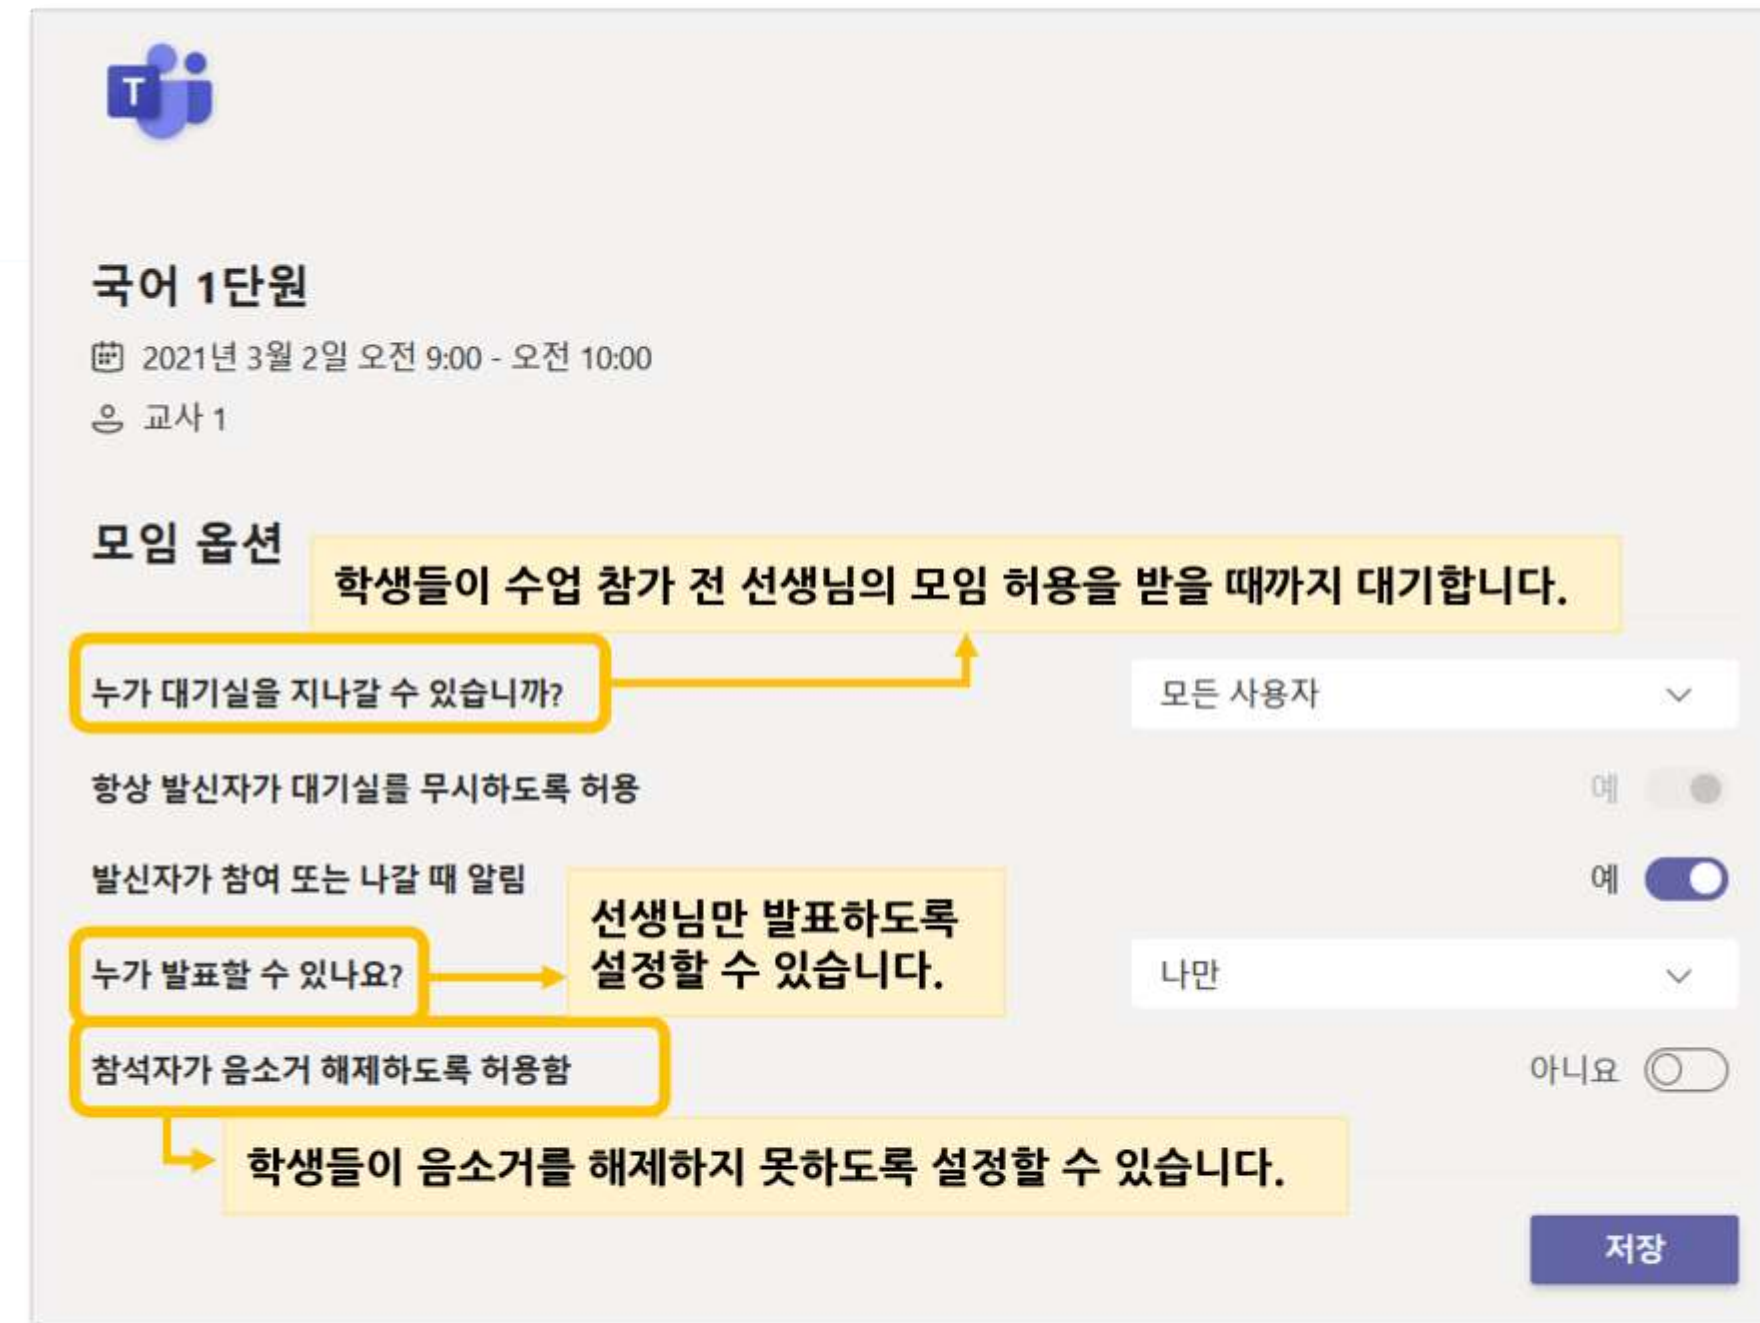 T
국어 1단원
2021년 3월 2일 오전 9:00 - 오전 10:00
교사 1
모임 옵션
학생들이 수업 참가 전 선생님의 모임 허용을 받을 때까지 대기합니다.
누가 대기실을 지나갈 수 있습니까?
모든 사용자
항상 발신자가 대기실를 무시하도록 허용
예
발신자가 참여 또는 나갈 때 알림
예
선생님만 발표하도록
설정할 수 있습니다.
누가 발표할 수 있나요?
나만
참석자가 음소거 해제하도록 허용함
아니요
학생들이 음소거를 해제하지 못하도록 설정할 수 있습니다.
저장